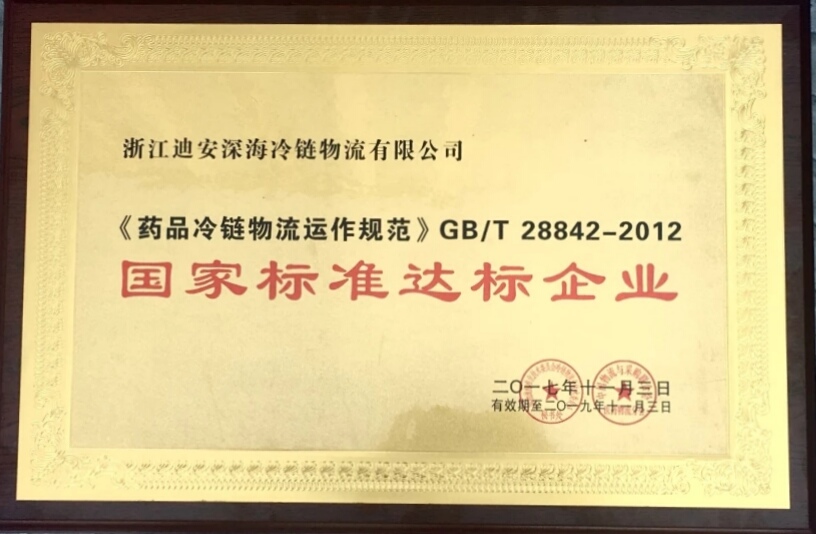 浙江迪安深海冷链物流有限公司
《药品冷链物流运作规范》GB/T 28842-2012
国家标准达标企业
二〇一七年十一月三日
有效期至二〇一九年十一月三日